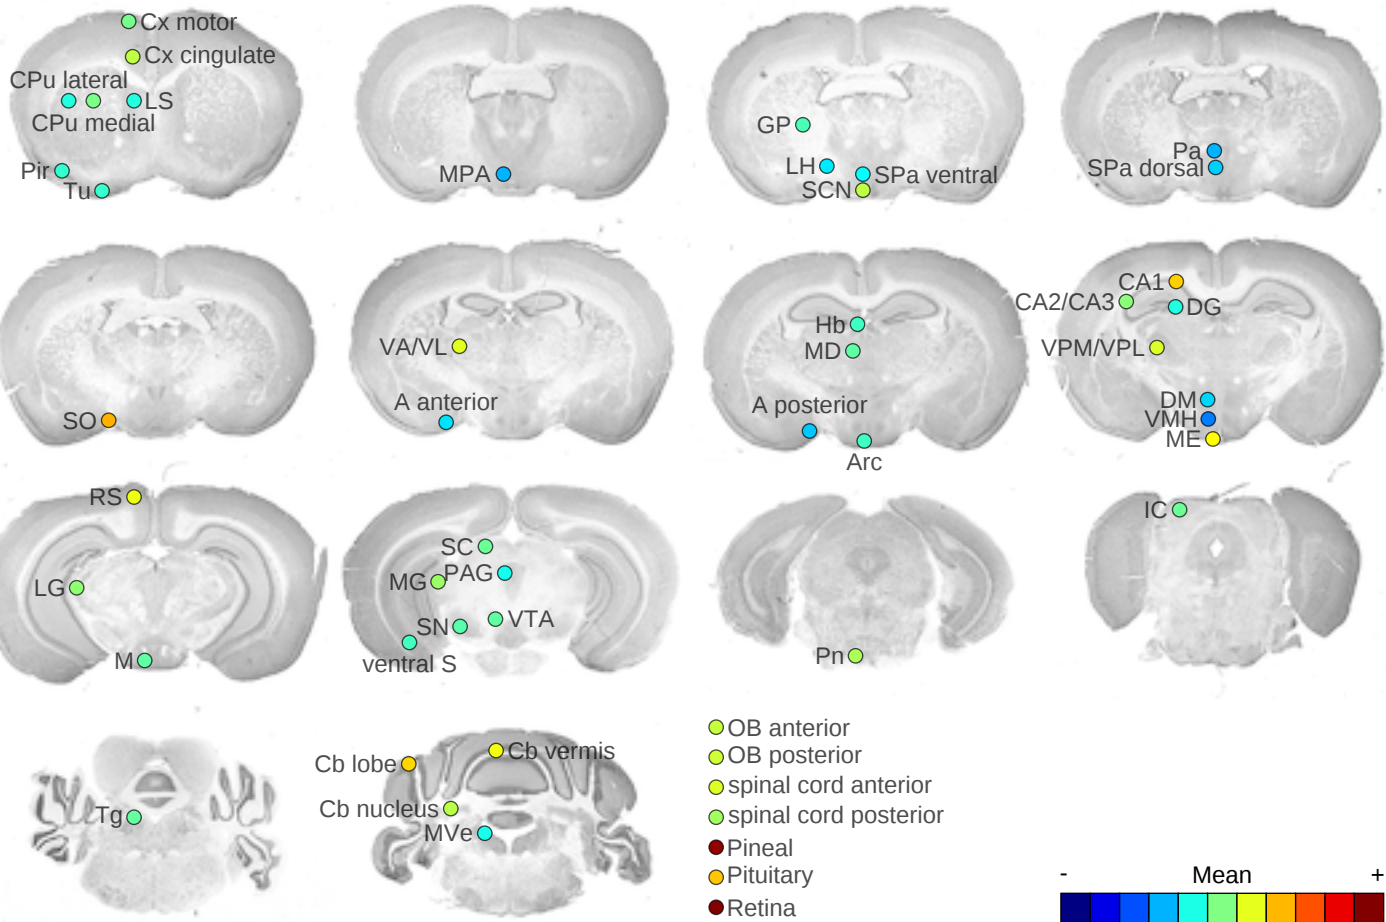 Cx motor
Cx cingulate
CPu lateral
LS
CPu medial
Pir
Tu
MPA
GP
LH
SPa ventral
SCN
Pa
SPa dorsal
SO
VA/VL
A anterior
Hb
MD
A posterior
Arc
CA1
CA2/CA3
DG
VPM/VPL
DM
VMH
ME
RS
LG
M
SC
MG
PAG
SN
VTA
ventral S
Pn
IC
Tg
Cb lobe
Cb vermis
Cb nucleus
MVe
OB anterior
OB posterior
spinal cord anterior
spinal cord posterior
Pineal
Pituitary
Retina
- Mean +